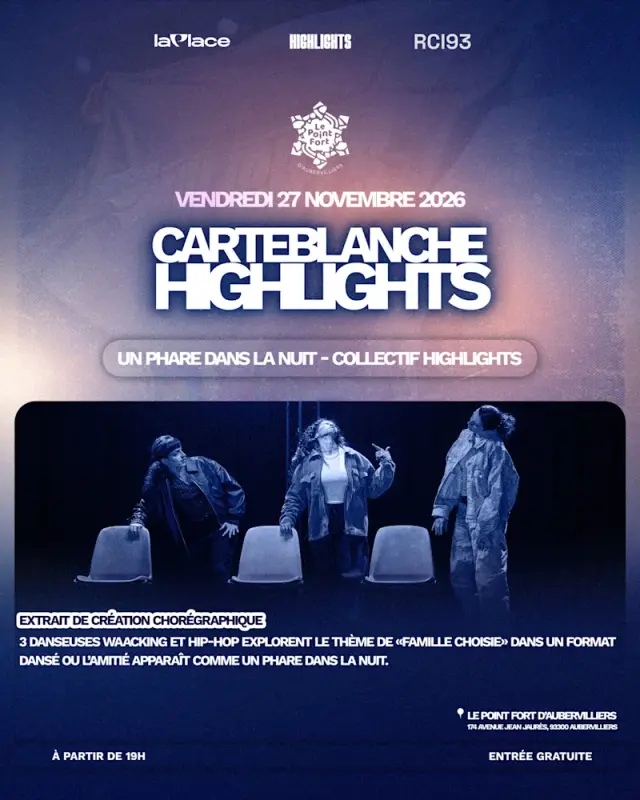 laPlace HIGHLIGHTS RCI93
Le
Point
Fort
D'AUBERVILLIERS
VENDREDI 27 NOVEMBRE 2026
CARTEBLANCHE
HIGHLIGHTS
UN PHARE DANS LA NUIT - COLLECTIF HIGHLIGHTS
EXTRAIT DE CRÉATION CHORÉGRAPHIQUE
3 DANSEUSES WAACKING ET HIP-HOP EXPLORENT LE THÈME DE «FAMILLE CHOISIE» DANS UN FORMAT
DANSÉ OU L'AMITIÉ APPARAÎT COMME UN PHARE DANS LA NUIT.
LE POINT FORT D'AUBERVILLIERS
174 AVENUE JEAN JAURÈS, 93300 AUBERVILLIERS
À PARTIR DE 19H ENTRÉE GRATUITE